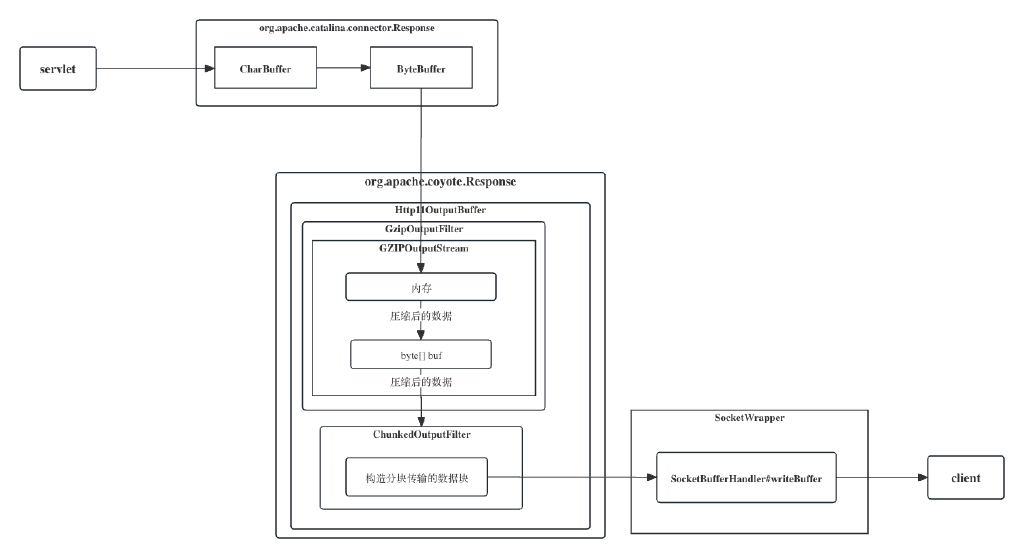 org.apache.catalina.connector.Response
servlet
CharBuffer
ByteBuffer
org.apache.coyote.Response
Http11OutputBuffer
GzipOutputFilter
GZIPOutputStream
内存
压缩后的数据
byte[] buf
压缩后的数据
ChunkedOutputFilter
构造分块传输的数据块
SocketWrapper
SocketBufferHandler#writeBuffer
client